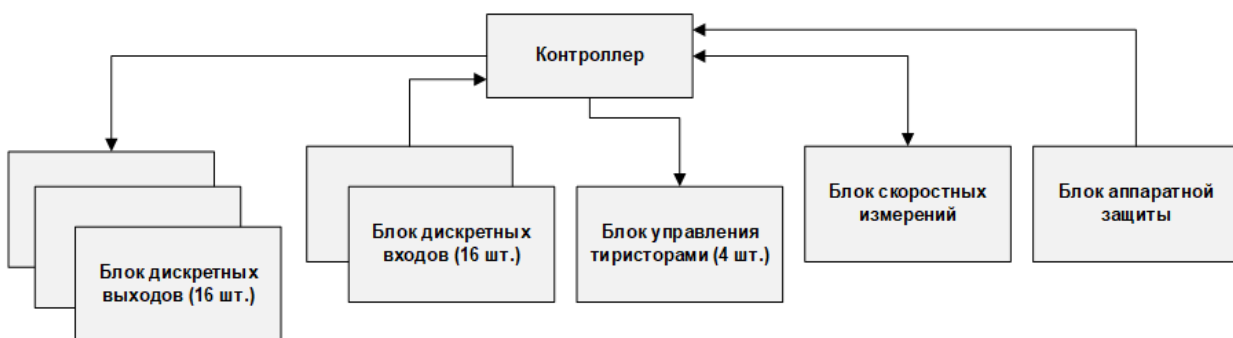 Контроллер
Блок дискретных
выходов (16 шт.)
Блок дискретных
входов (16 шт.)
Блок управления
тиристорами (4 шт.)
Блок скоростных
измерений
Блок аппаратной
защиты